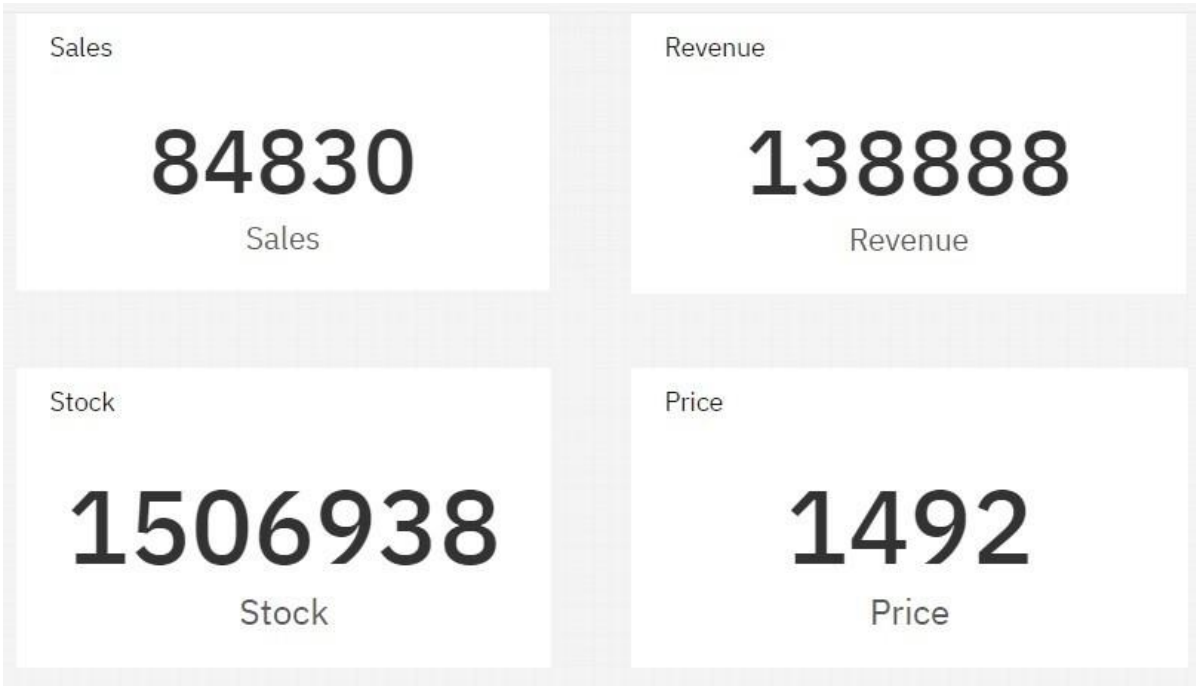 Sales
84830
Sales
Revenue
138888
Revenue
Stock
1506938
Stock
Price
1492
Price